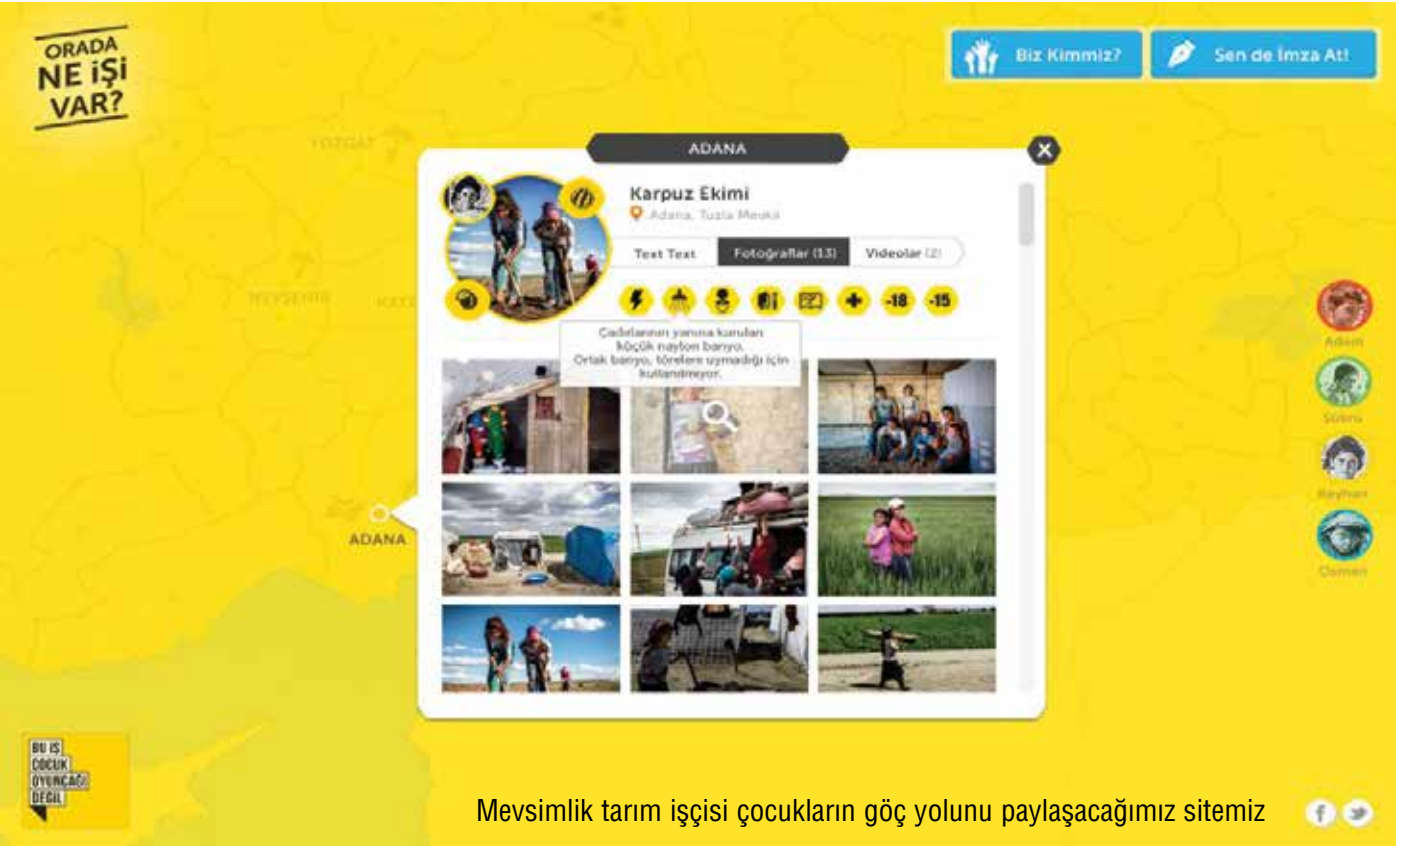 ORADA
NE İŞİ
VAR?
Biz Kimmiz?
Sen de İmza At!
YOZGAT
ADANA
Karpuz Ekimi
Adana, Tuzla Mevkii
Text Text
Fotoğraflar (13)
Videolar (2)
NEVŞEHİR
-18
-15
Çadırlarının yanına kurulan
küçük naylon banyo.
Ortak banyo, törelere uymadığı için
kullanılmıyor.
Adem
Şükrü
Reyhan
Osman
ADANA
BU İŞ
ÇOCUK
OYUNCAĞI
DEĞİL
Mevsimlik tarım işçisi çocukların göç yolunu paylaşacağımız sitemiz